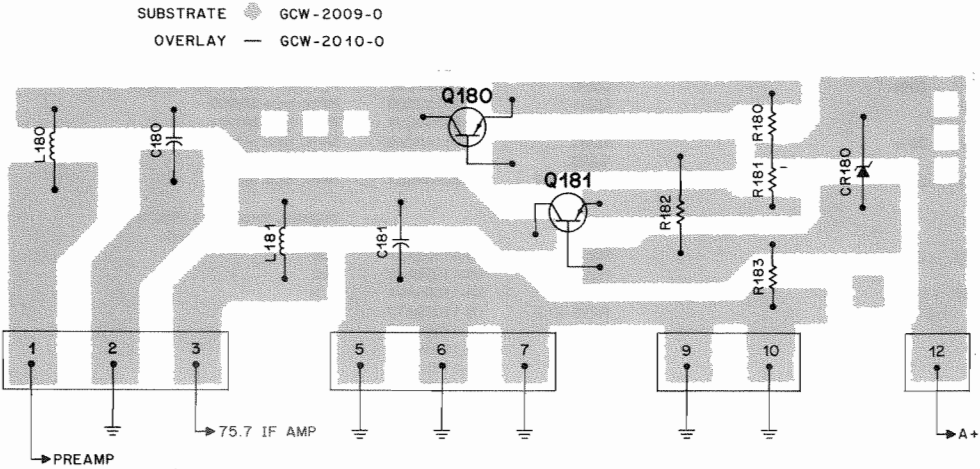 SUBSTRATE GCW-2009-0
OVERLAY — GCW-2010-0
Q180
L180
C180
R180
Q181
R181
CR180
L181
C181
R182
R183
1 2 3 5 6 7 9 10 12
75.7 IF AMP
A+
PREAMP